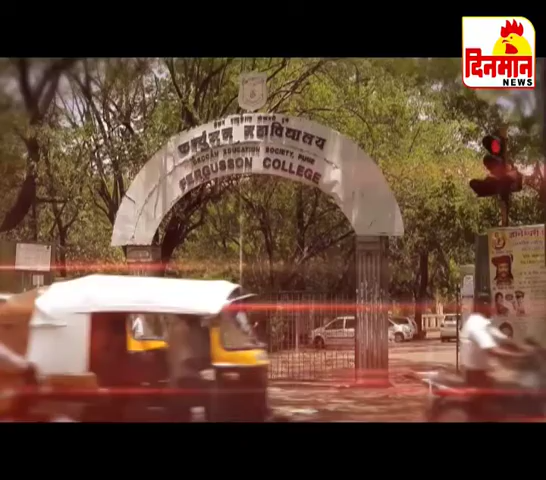 दिनमान
NEWS
फर्ग्युसन महाविद्यालय
DECCAN EDUCATION SOCIETY, PUNE
FERGUSSON COLLEGE